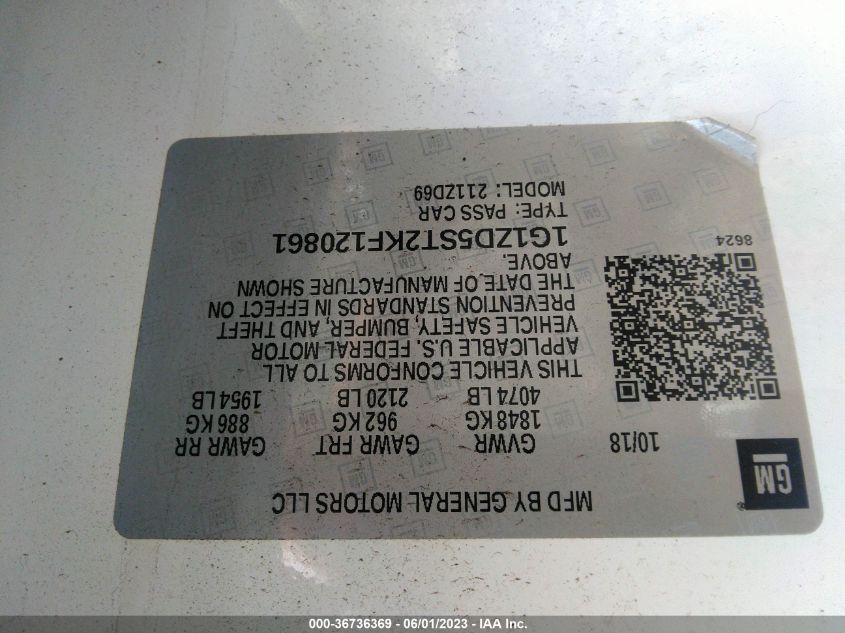 MFD BY GENERAL MOTORS LLC
GM
10/18 GVWR GAWR FRT GAWR RR
1848 KG 962 KG 886 KG
4074 LB 2120 LB 1954 LB
THIS VEHICLE CONFORMS TO ALL
APPLICABLE U.S. FEDERAL MOTOR
VEHICLE SAFETY, BUMPER, AND THEFT
PREVENTION STANDARDS IN EFFECT ON
THE DATE OF MANUFACTURE SHOWN
ABOVE.
1G1ZD5ST2KF120861
8624
TYPE: PASS CAR
MODEL: 211ZD69
000-36736369 - 06/01/2023 - IAA Inc.